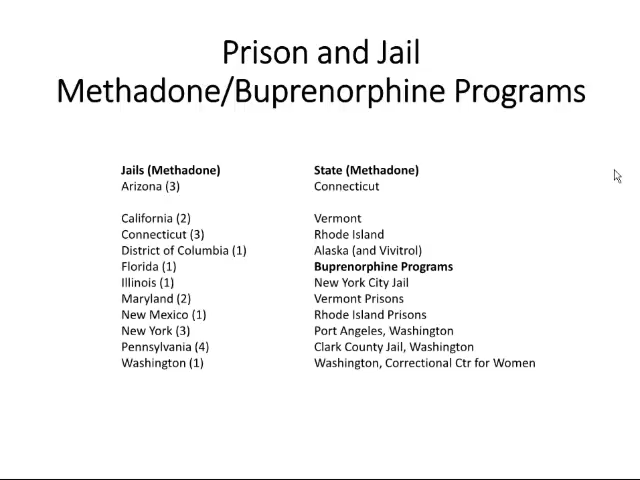 Prison and Jail
Methadone/Buprenorphine Programs
Jails (Methadone)
Arizona (3)
California (2)
Connecticut (3)
District of Columbia (1)
Florida (1)
Illinois (1)
Maryland (2)
New Mexico (1)
New York (3)
Pennsylvania (4)
Washington (1)
State (Methadone)
Connecticut
Vermont
Rhode Island
Alaska (and Vivitrol)
Buprenorphine Programs
New York City Jail
Vermont Prisons
Rhode Island Prisons
Port Angeles, Washington
Clark County Jail, Washington
Washington, Correctional Ctr for Women